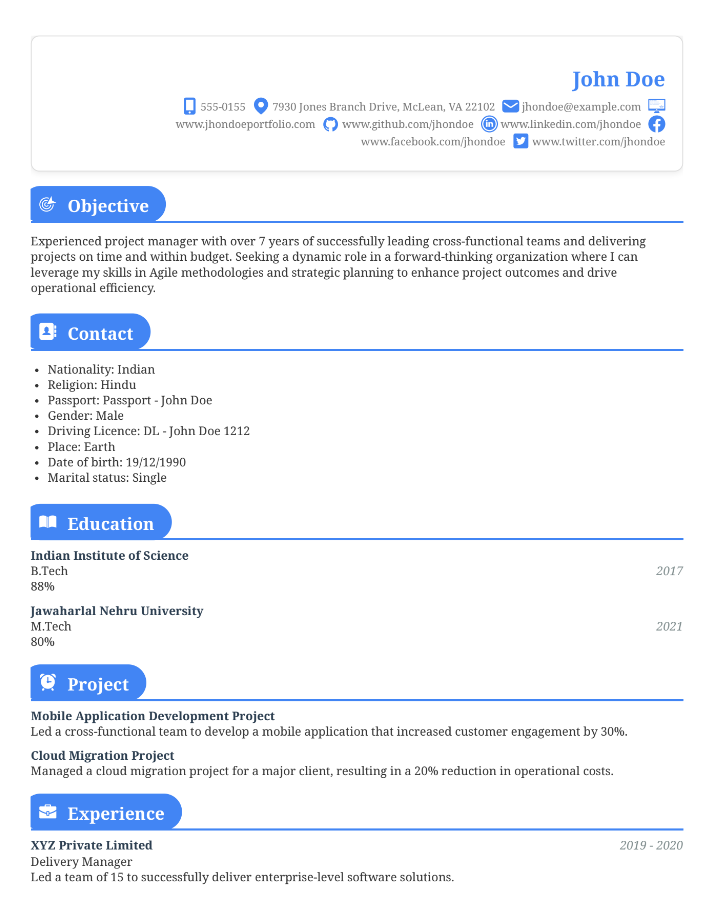 John Doe
555-0155 7930 Jones Branch Drive, McLean, VA 22102 jhondoe@example.com
www.jhondoeportfolio.com www.github.com/jhondoe www.linkedin.com/jhondoe
www.facebook.com/jhondoe www.twitter.com/jhondoe
Objective
Experienced project manager with over 7 years of successfully leading cross-functional teams and delivering
projects on time and within budget. Seeking a dynamic role in a forward-thinking organization where I can
leverage my skills in Agile methodologies and strategic planning to enhance project outcomes and drive
operational efficiency.
Contact
• Nationality: Indian
• Religion: Hindu
• Passport: Passport - John Doe
• Gender: Male
• Driving Licence: DL - John Doe 1212
• Place: Earth
• Date of birth: 19/12/1990
• Marital status: Single
Education
Indian Institute of Science
B.Tech 2017
88%
Jawaharlal Nehru University
M.Tech 2021
80%
Project
Mobile Application Development Project
Led a cross-functional team to develop a mobile application that increased customer engagement by 30%.
Cloud Migration Project
Managed a cloud migration project for a major client, resulting in a 20% reduction in operational costs.
Experience
XYZ Private Limited 2019 - 2020
Delivery Manager
Led a team of 15 to successfully deliver enterprise-level software solutions.